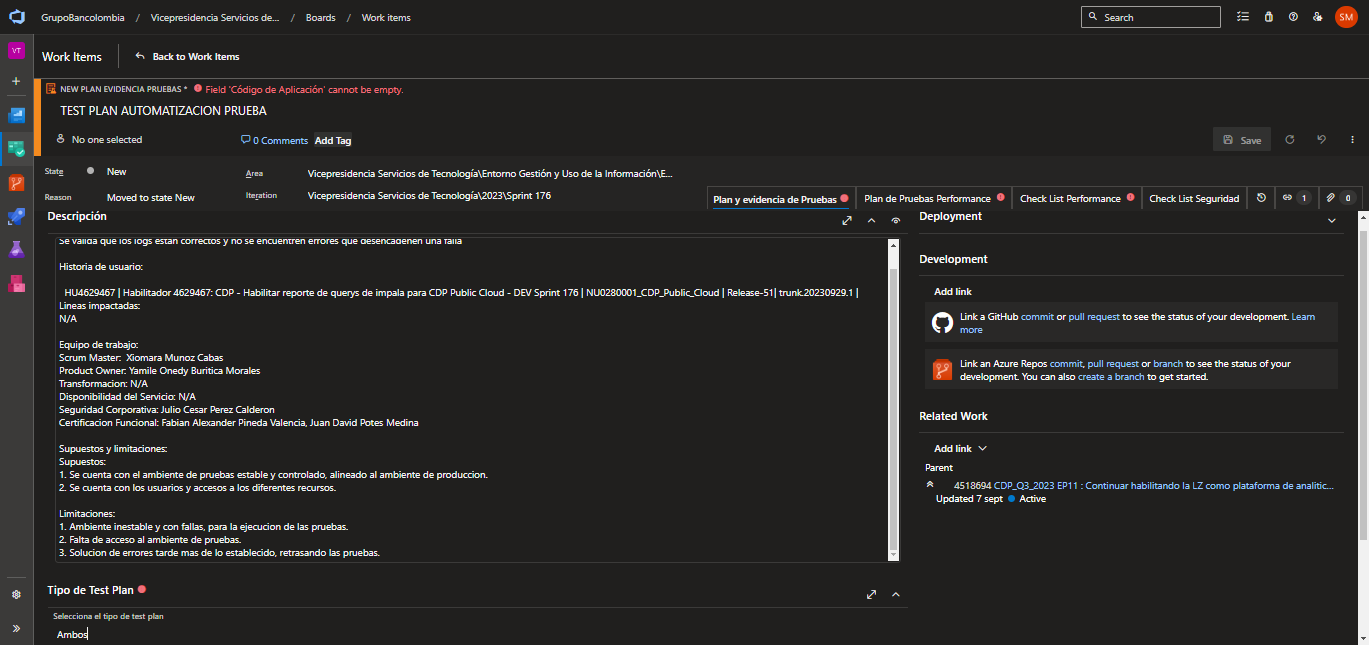 GrupoBancolombia / Vicepresidencia Servicios de... / Boards / Work items
Search
SM
VT
Work Items
Back to Work Items
NEW PLAN EVIDENCIA PRUEBAS * Field 'Código de Aplicación' cannot be empty.
TEST PLAN AUTOMATIZACION PRUEBA
No one selected
0 Comments
Add Tag
Save
State
New
Area
Vicepresidencia Servicios de Tecnología\Entorno Gestión y Uso de la Información\E...
Reason
Moved to state New
Iteration
Vicepresidencia Servicios de Tecnología\2023\Sprint 176
Plan y evidencia de Pruebas
Plan de Pruebas Performance
Check List Performance
Check List Seguridad
1
0
Descripción
Se valida que los logs estan correctos y no se encuentren errores que desencadenen una falla
Historia de usuario:
HU4629467 | Habilitador 4629467: CDP - Habilitar reporte de querys de impala para CDP Public Cloud - DEV Sprint 176 | NU0280001_CDP_Public_Cloud | Release-51| trunk.20230929.1 |
Lineas impactadas:
N/A
Equipo de trabajo:
Scrum Master:  Xiomara Munoz Cabas
Product Owner: Yamile Onedy Buritica Morales
Transformacion: N/A
Disponibilidad del Servicio: N/A
Seguridad Corporativa: Julio Cesar Perez Calderon
Certificacion Funcional: Fabian Alexander Pineda Valencia, Juan David Potes Medina
Supuestos y limitaciones:
Supuestos:
1. Se cuenta con el ambiente de pruebas estable y controlado, alineado al ambiente de produccion.
2. Se cuenta con los usuarios y accesos a los diferentes recursos.
Limitaciones:
1. Ambiente inestable y con fallas, para la ejecucion de las pruebas.
2. Falta de acceso al ambiente de pruebas.
3. Solucion de errores tarde mas de lo establecido, retrasando las pruebas.
Tipo de Test Plan
Selecciona el tipo de test plan
Ambos
Deployment
Development
Add link
Link a GitHub commit or pull request to see the status of your development. Learn
more
Link an Azure Repos commit, pull request or branch to see the status of your
development. You can also create a branch to get started.
Related Work
Add link
Parent
4518694 CDP_Q3_2023 EP11 : Continuar habilitando la LZ como plataforma de analitic...
Updated 7 sept
Active